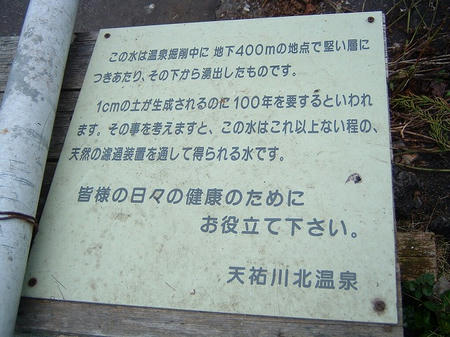 この水は温泉掘削中に 地下400mの地点で堅い層に
つきあたり、その下から湧出したものです。
1cmの土が生成されるのに100年を要するといわれ
ます。その事を考えますと、この水はこれ以上ない程の、
天然の濾過装置を通して得られる水です。
皆様の日々の健康のために
お役立て下さい。
天祐川北温泉